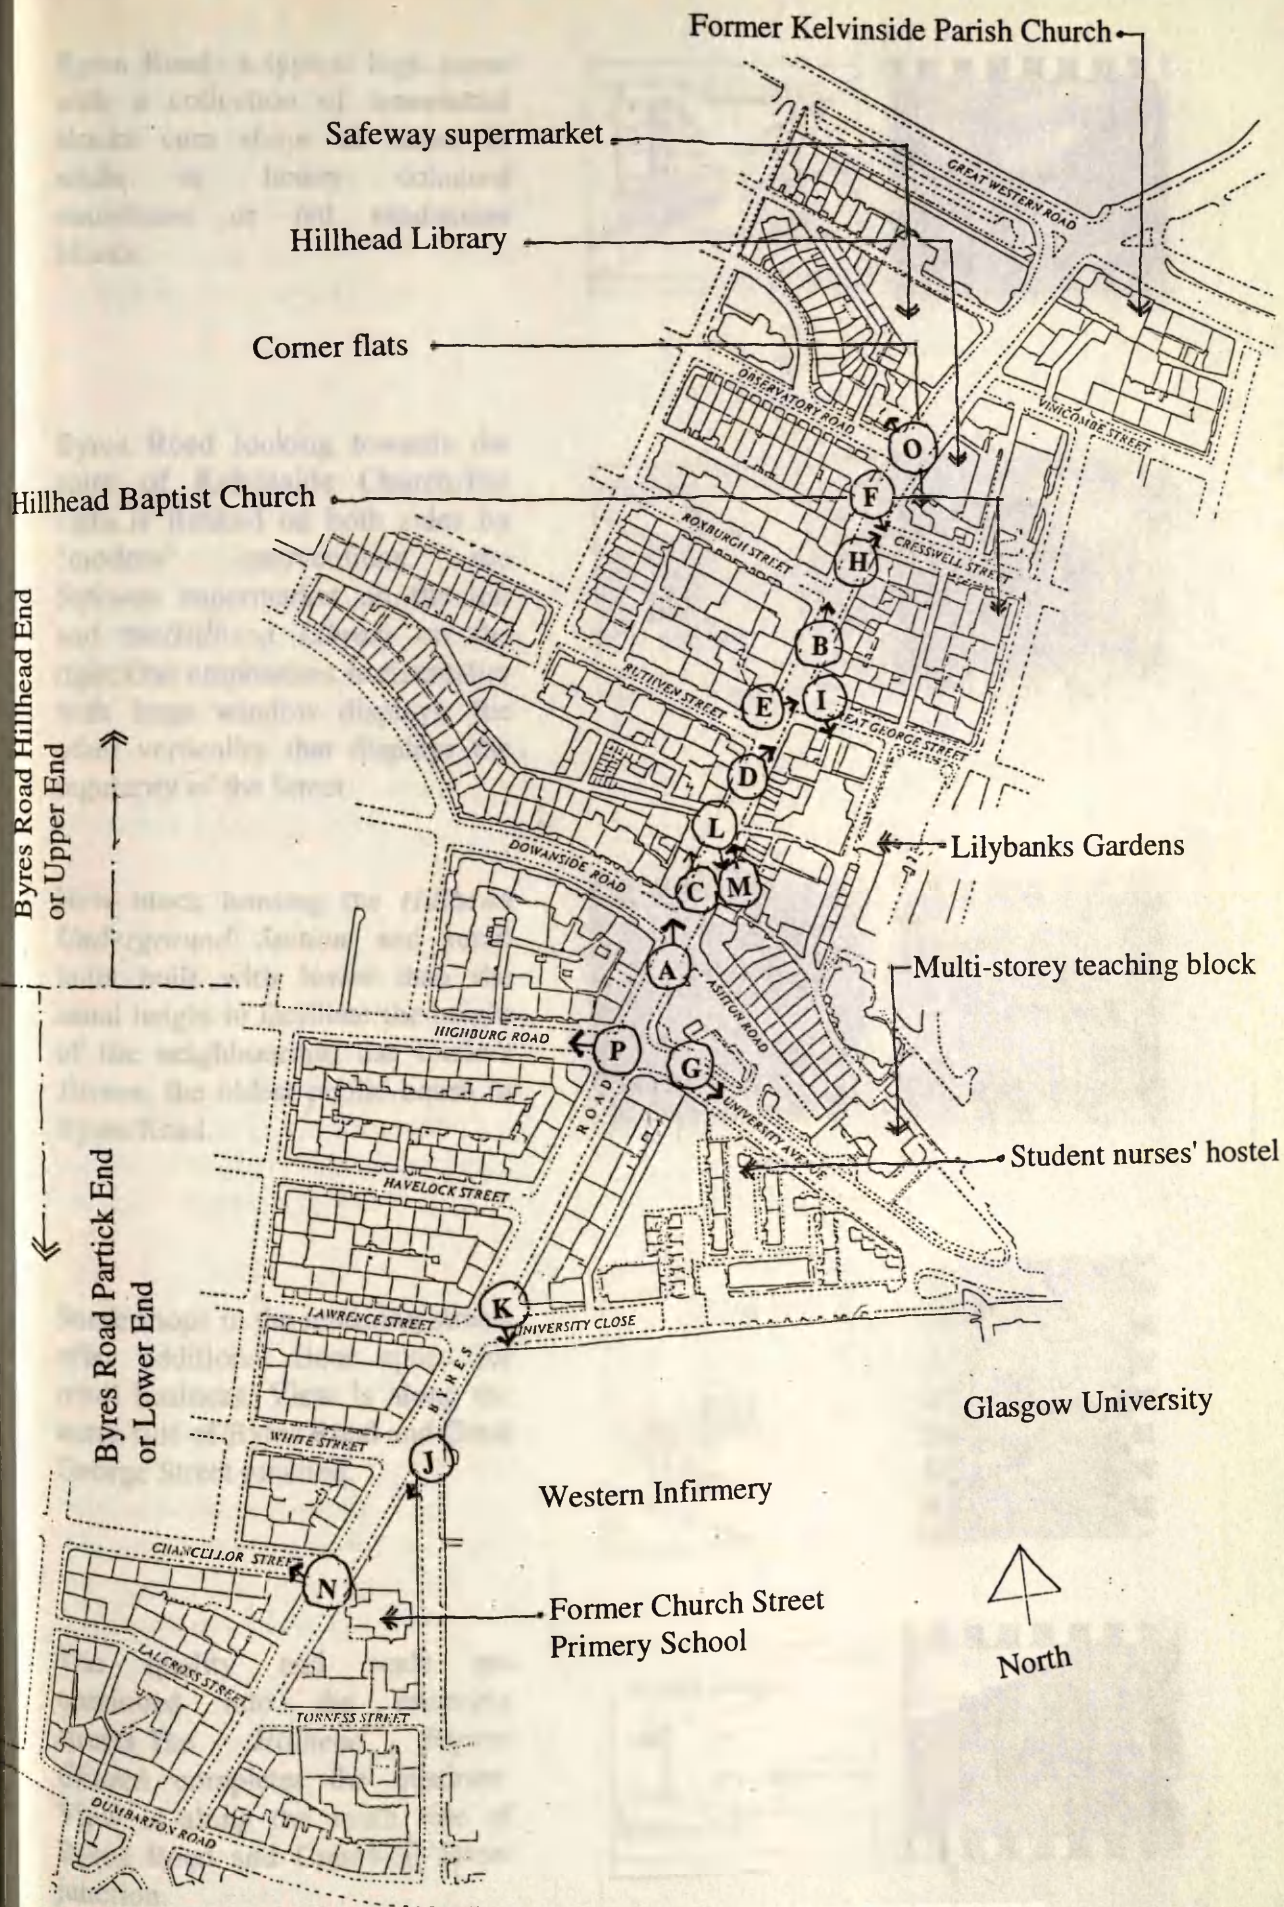 Former Kelvinside Parish Church
Safeway supermarket
GREAT WESTERN ROAD
Hillhead Library
Corner flats
OBSERVATORY ROAD
VINICOMBE STREET
O
Hillhead Baptist Church
F
ROXBURGH STREET
CRESSWELL STREET
H
B
RUTHVEN STREET
E
I
EAT GEORGE STREET
D
L
Lilybanks Gardens
DOWANSIDE ROAD
C
M
Byres Road Hillhead End
or Upper End
A
Multi-storey teaching block
ASHTON ROAD
HIGHBURG ROAD
P
G
ROAD
UNIVERSITY AVENUE
Student nurses' hostel
HAVELOCK STREET
Byres Road Partick End
or Lower End
K
LAWRENCE STREET
UNIVERSITY CLOSE
BYRES
Glasgow University
WHITE STREET
J
Western Infirmery
CHANCELLOR STREET
N
Former Church Street
Primery School
North
LALCROSS STREET
TORNESS STREET
DUMBARTON ROAD